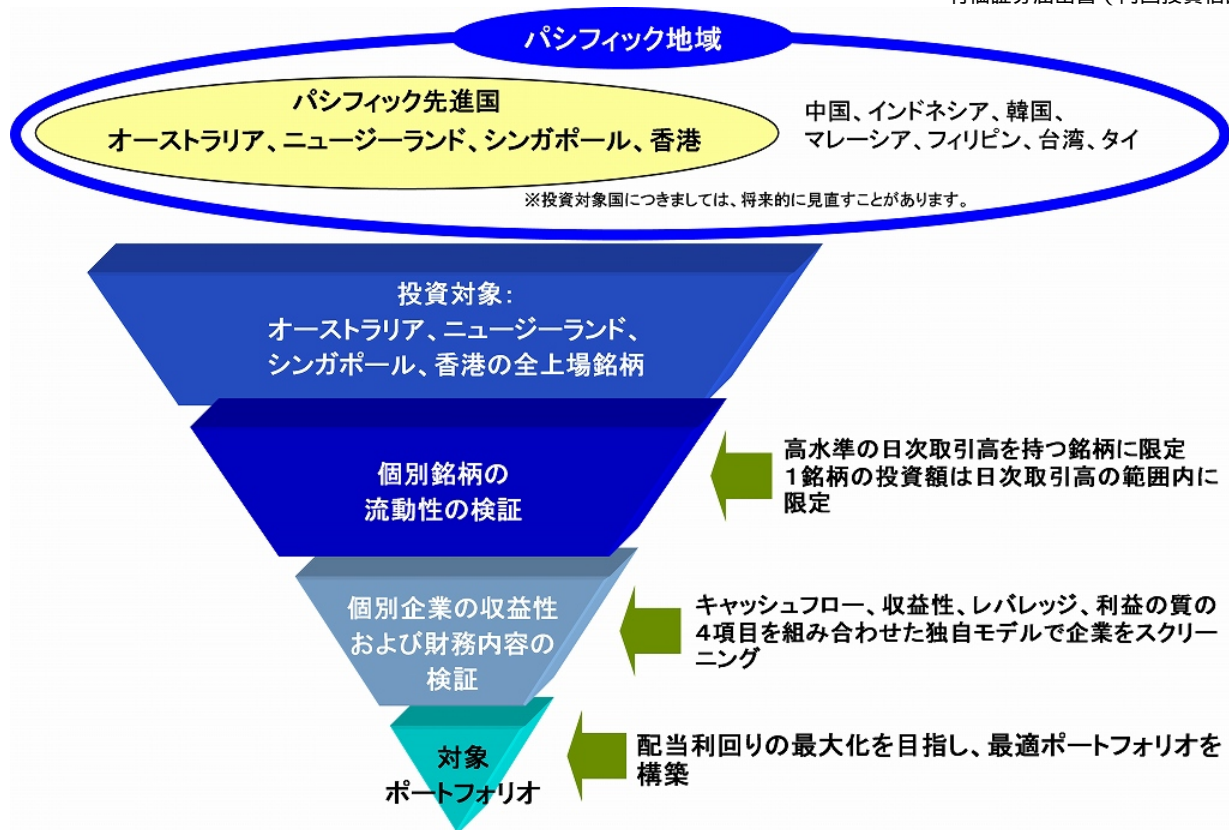 パシフィック地域
パシフィック先進国
オーストラリア、ニュージーランド、シンガポール、香港
中国、インドネシア、韓国、
マレーシア、フィリピン、台湾、タイ
※投資対象国につきましては、将来的に見直すことがあります。
投資対象：
オーストラリア、ニュージーランド、
シンガポール、香港の全上場銘柄
個別銘柄の
流動性の検証
高水準の日次取引高を持つ銘柄に限定
１銘柄の投資額は日次取引高の範囲内に
限定
個別企業の収益性
および財務内容の
検証
キャッシュフロー、収益性、レバレッジ、利益の質の
４項目を組み合わせた独自モデルで企業をスクリー
ニング
対象
ポートフォリオ
配当利回りの最大化を目指し、最適ポートフォリオを
構築